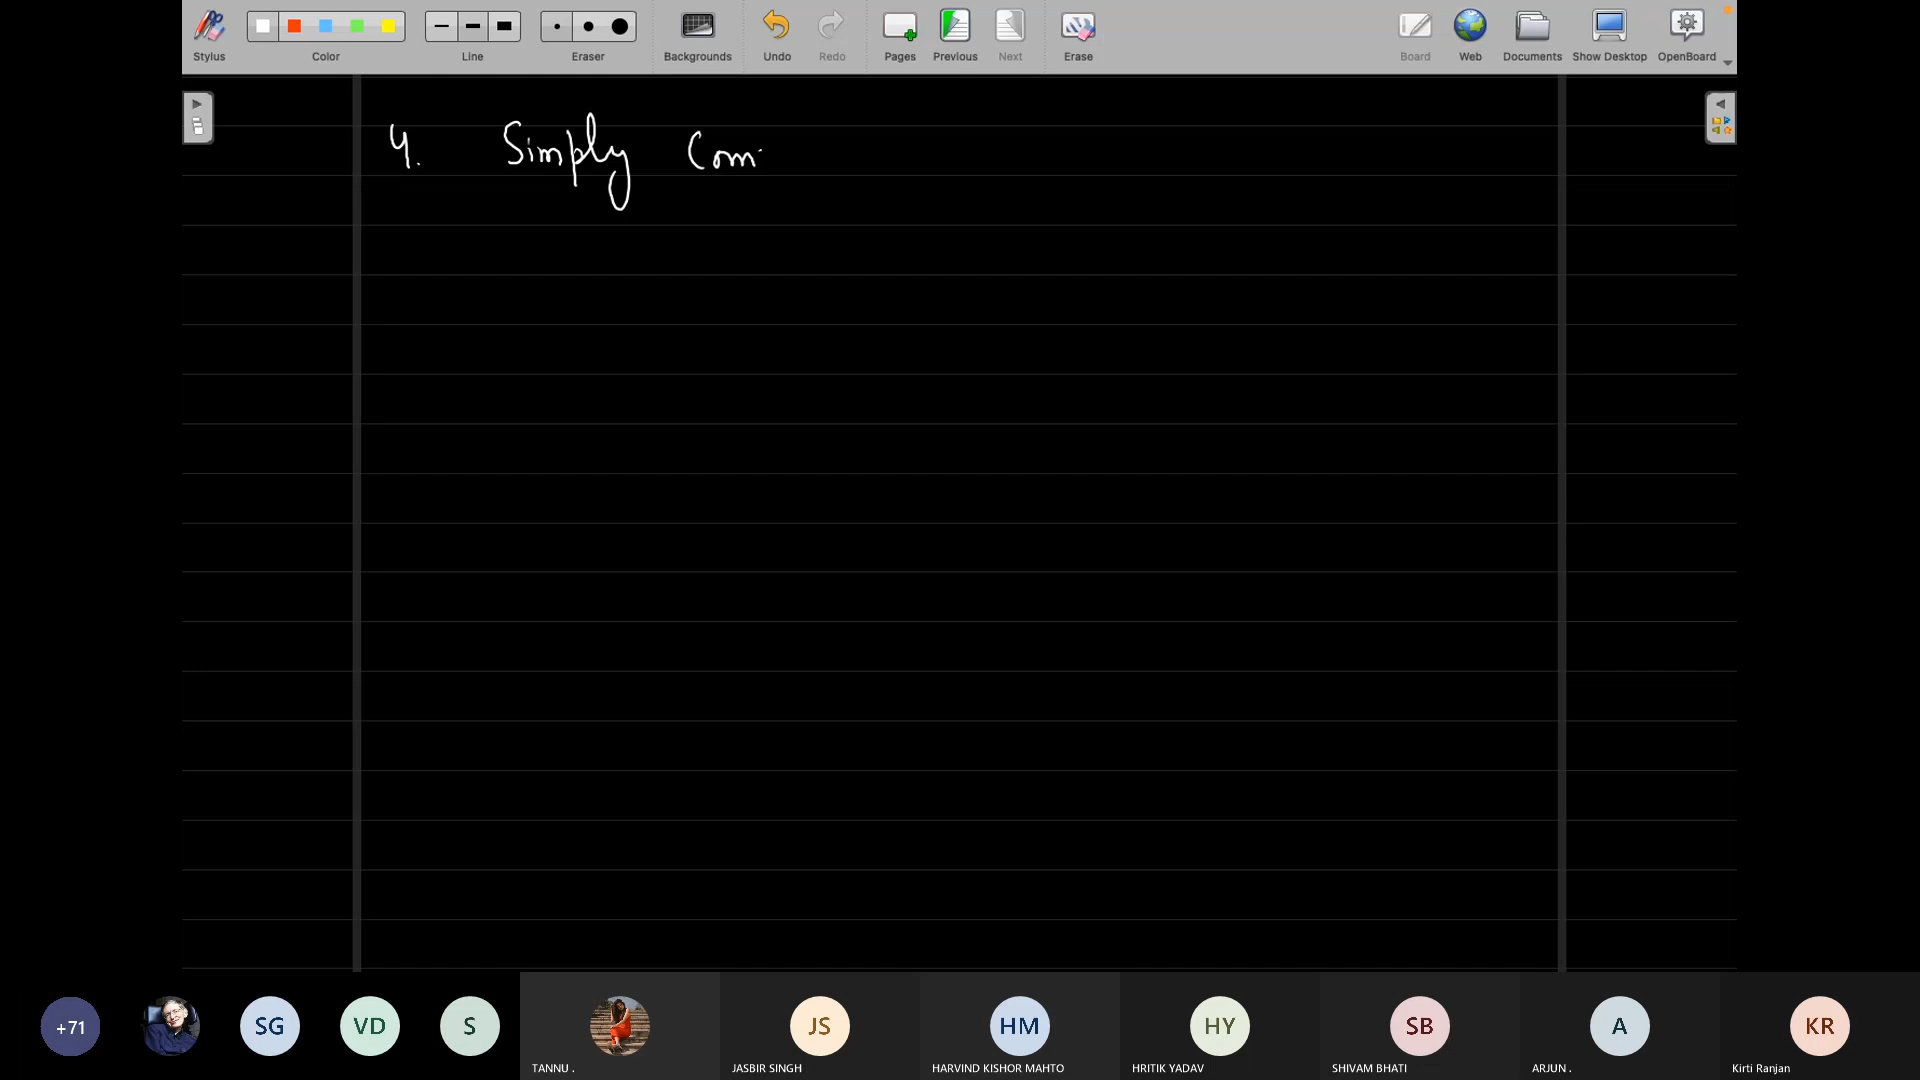 Stylus Color Line Eraser Backgrounds Undo Redo Pages Previous Next Erase Board Web Documents Show Desktop OpenBoard
4. Simply Com
+71 SG VD S JS HM HY SB A KR
TANNU . JASBIR SINGH HARVIND KISHOR MAHTO HRITIK YADAV SHIVAM BHATI ARJUN . Kirti Ranjan